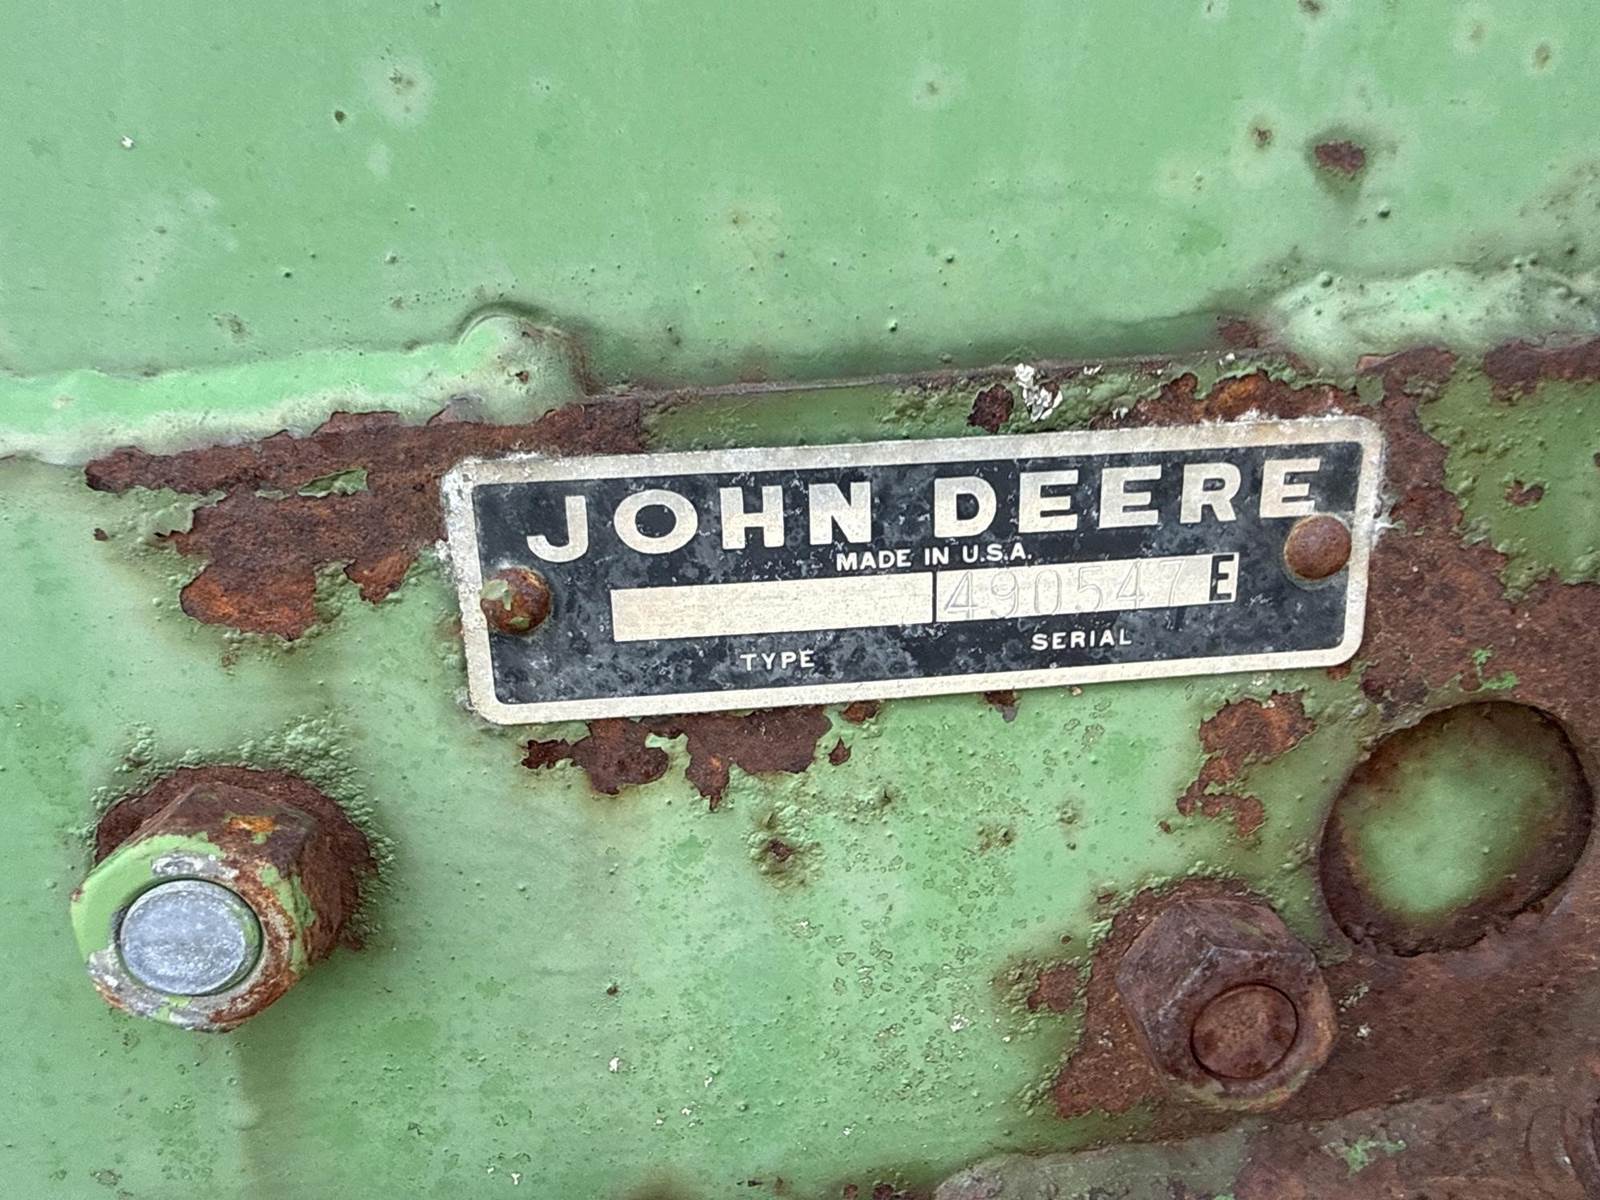 JOHN DEERE
MADE IN U.S.A.
490547 E
TYPE SERIAL